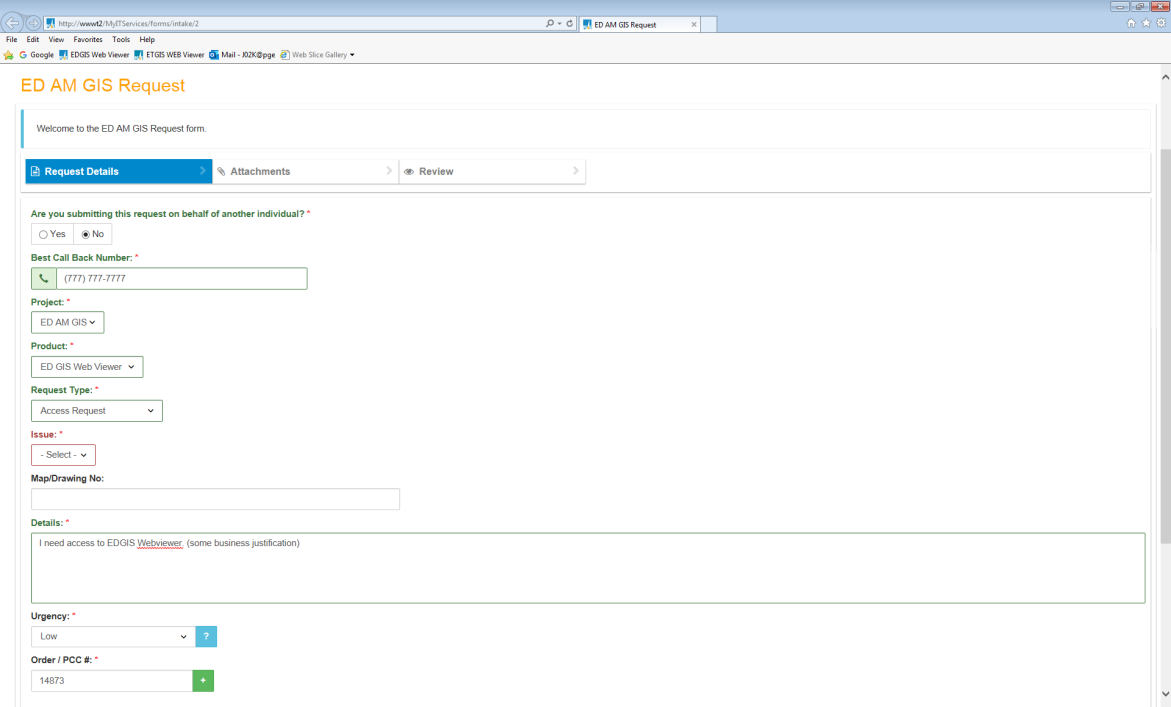 http://wwwt2/MyITServices/forms/intake/2
ED AM GIS Request
File Edit View Favorites Tools Help
Google EDGIS Web Viewer ETGIS WEB Viewer Mail - J02K@pge Web Slice Gallery
ED AM GIS Request
Welcome to the ED AM GIS Request form.
Request Details Attachments Review
Are you submitting this request on behalf of another individual? *
Yes No
Best Call Back Number: *
(777) 777-7777
Project: *
ED AM GIS
Product: *
ED GIS Web Viewer
Request Type: *
Access Request
Issue: *
- Select -
Map/Drawing No:
Details: *
I need access to EDGIS Webviewer. (some business justification)
Urgency: *
Low ?
Order / PCC #: *
14873 +